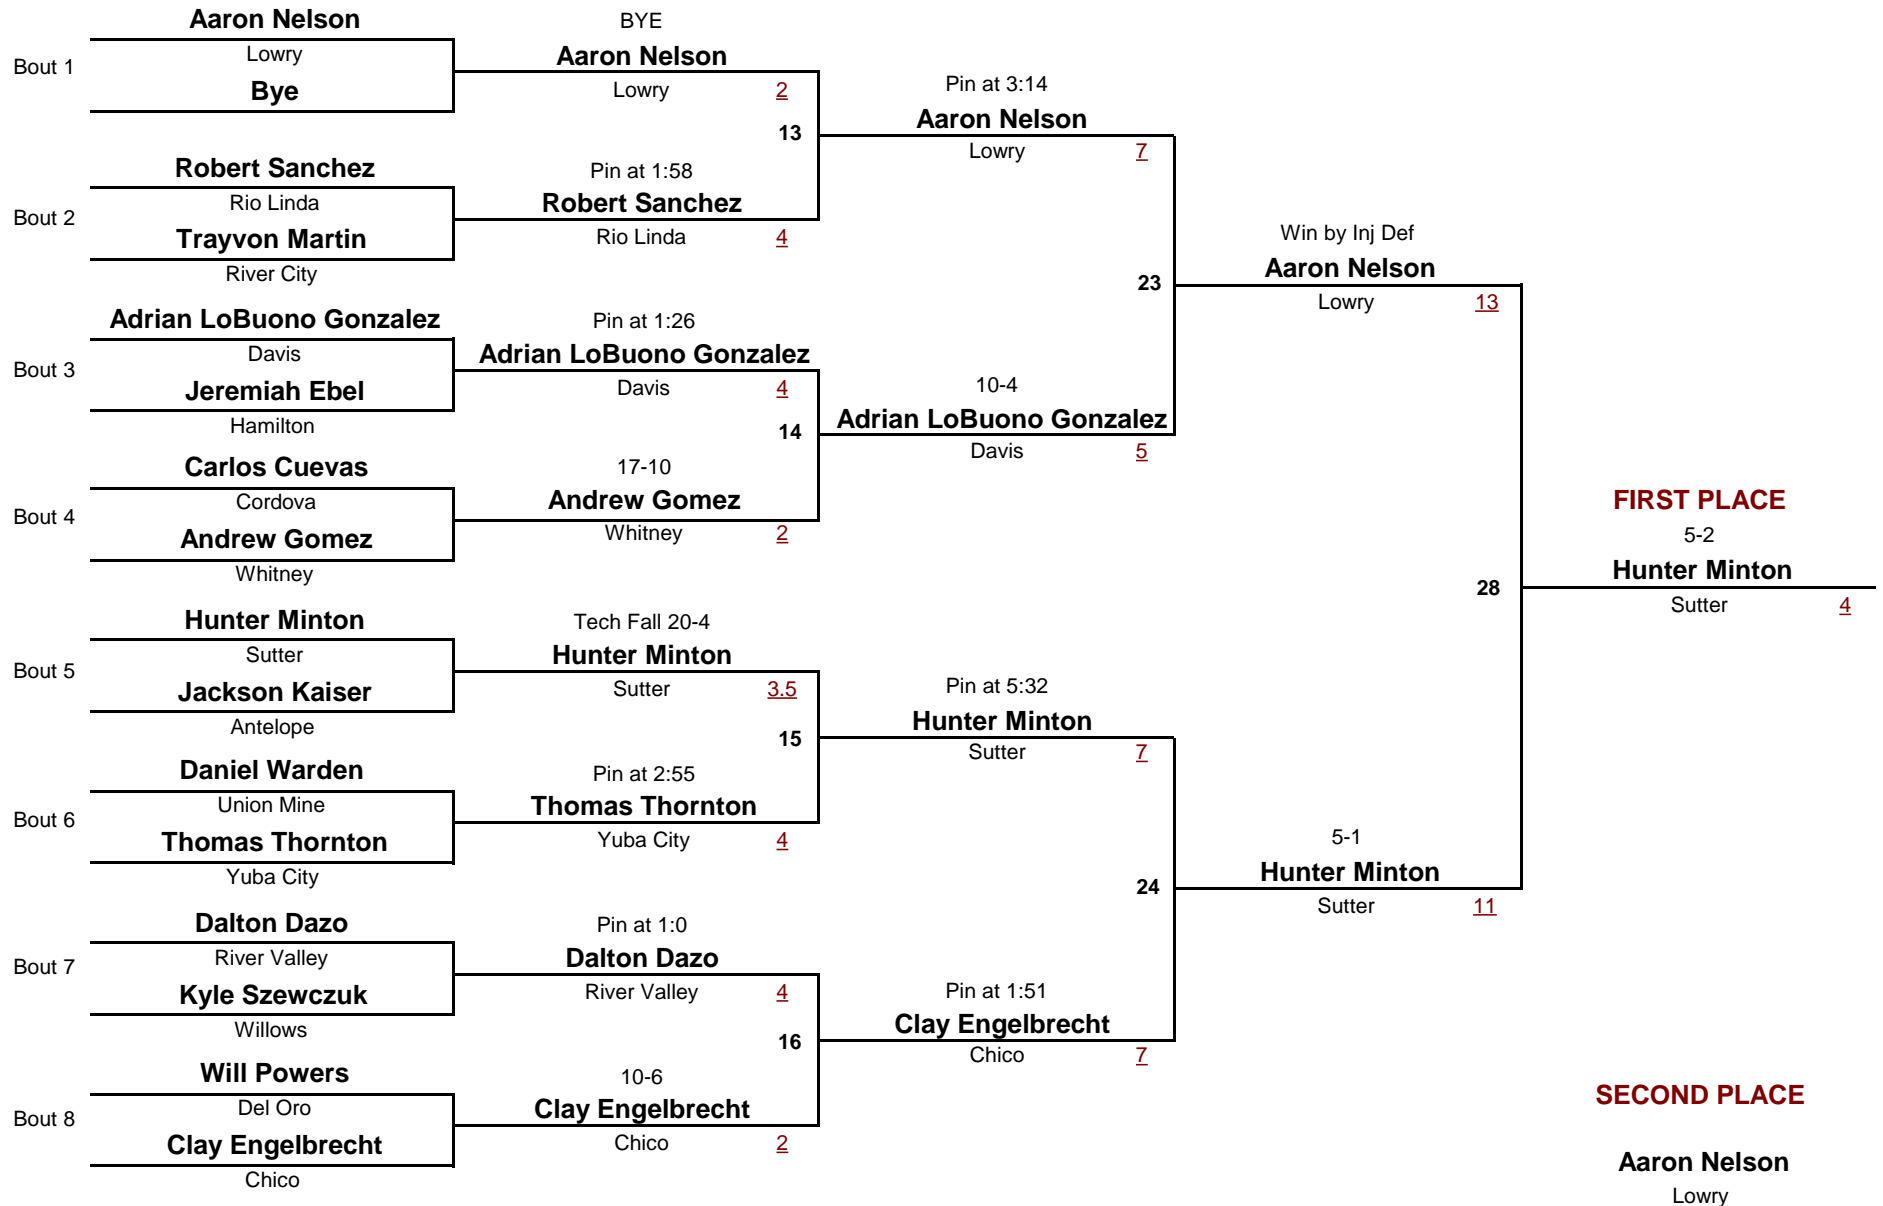 Aaron Nelson
Bout 1
Lowry
Bye
BYE
Aaron Nelson
Lowry 2
13
Robert Sanchez
Bout 2
Rio Linda
Trayvon Martin
River City
Pin at 1:58
Robert Sanchez
Rio Linda 4
Pin at 3:14
Aaron Nelson
Lowry 7
Adrian LoBuono Gonzalez
Bout 3
Davis
Jeremiah Ebel
Hamilton
Pin at 1:26
Adrian LoBuono Gonzalez
Davis 4
14
Carlos Cuevas
Bout 4
Cordova
Andrew Gomez
Whitney
17-10
Andrew Gomez
Whitney 2
10-4
Adrian LoBuono Gonzalez
Davis 5
23
Win by Inj Def
Aaron Nelson
Lowry 13
Hunter Minton
Bout 5
Sutter
Jackson Kaiser
Antelope
Tech Fall 20-4
Hunter Minton
Sutter 3.5
15
Daniel Warden
Bout 6
Union Mine
Thomas Thornton
Yuba City
Pin at 2:55
Thomas Thornton
Yuba City 4
Pin at 5:32
Hunter Minton
Sutter 7
Dalton Dazo
Bout 7
River Valley
Kyle Szewczuk
Willows
Pin at 1:0
Dalton Dazo
River Valley 4
16
Will Powers
Bout 8
Del Oro
Clay Engelbrecht
Chico
10-6
Clay Engelbrecht
Chico 2
Pin at 1:51
Clay Engelbrecht
Chico 7
24
5-1
Hunter Minton
Sutter 11
28
FIRST PLACE
5-2
Hunter Minton
Sutter 4
SECOND PLACE
Aaron Nelson
Lowry